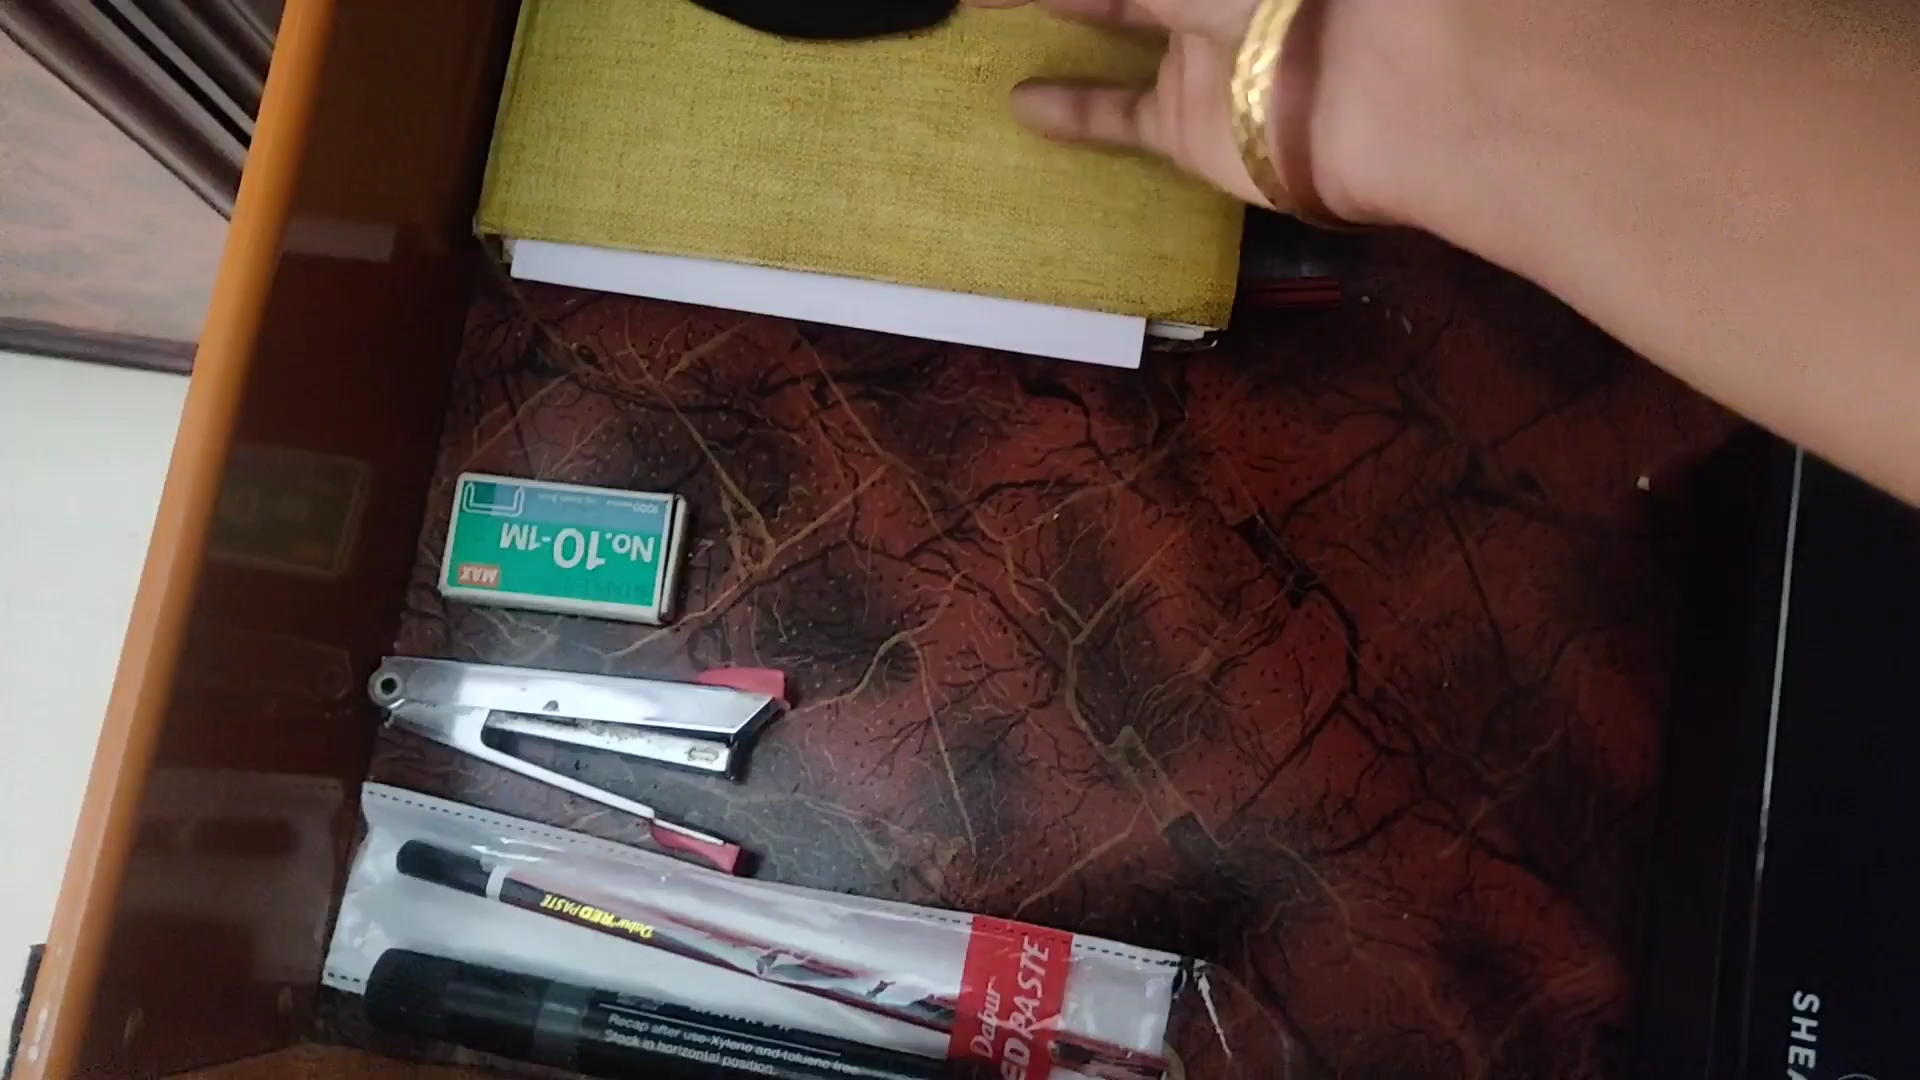 No.10-1M
MAX
Dabur RED PASTE
Dabur
RED PASTE
Recap after use-Xylene and toluene free
Stock in horizontal position.
SHEA